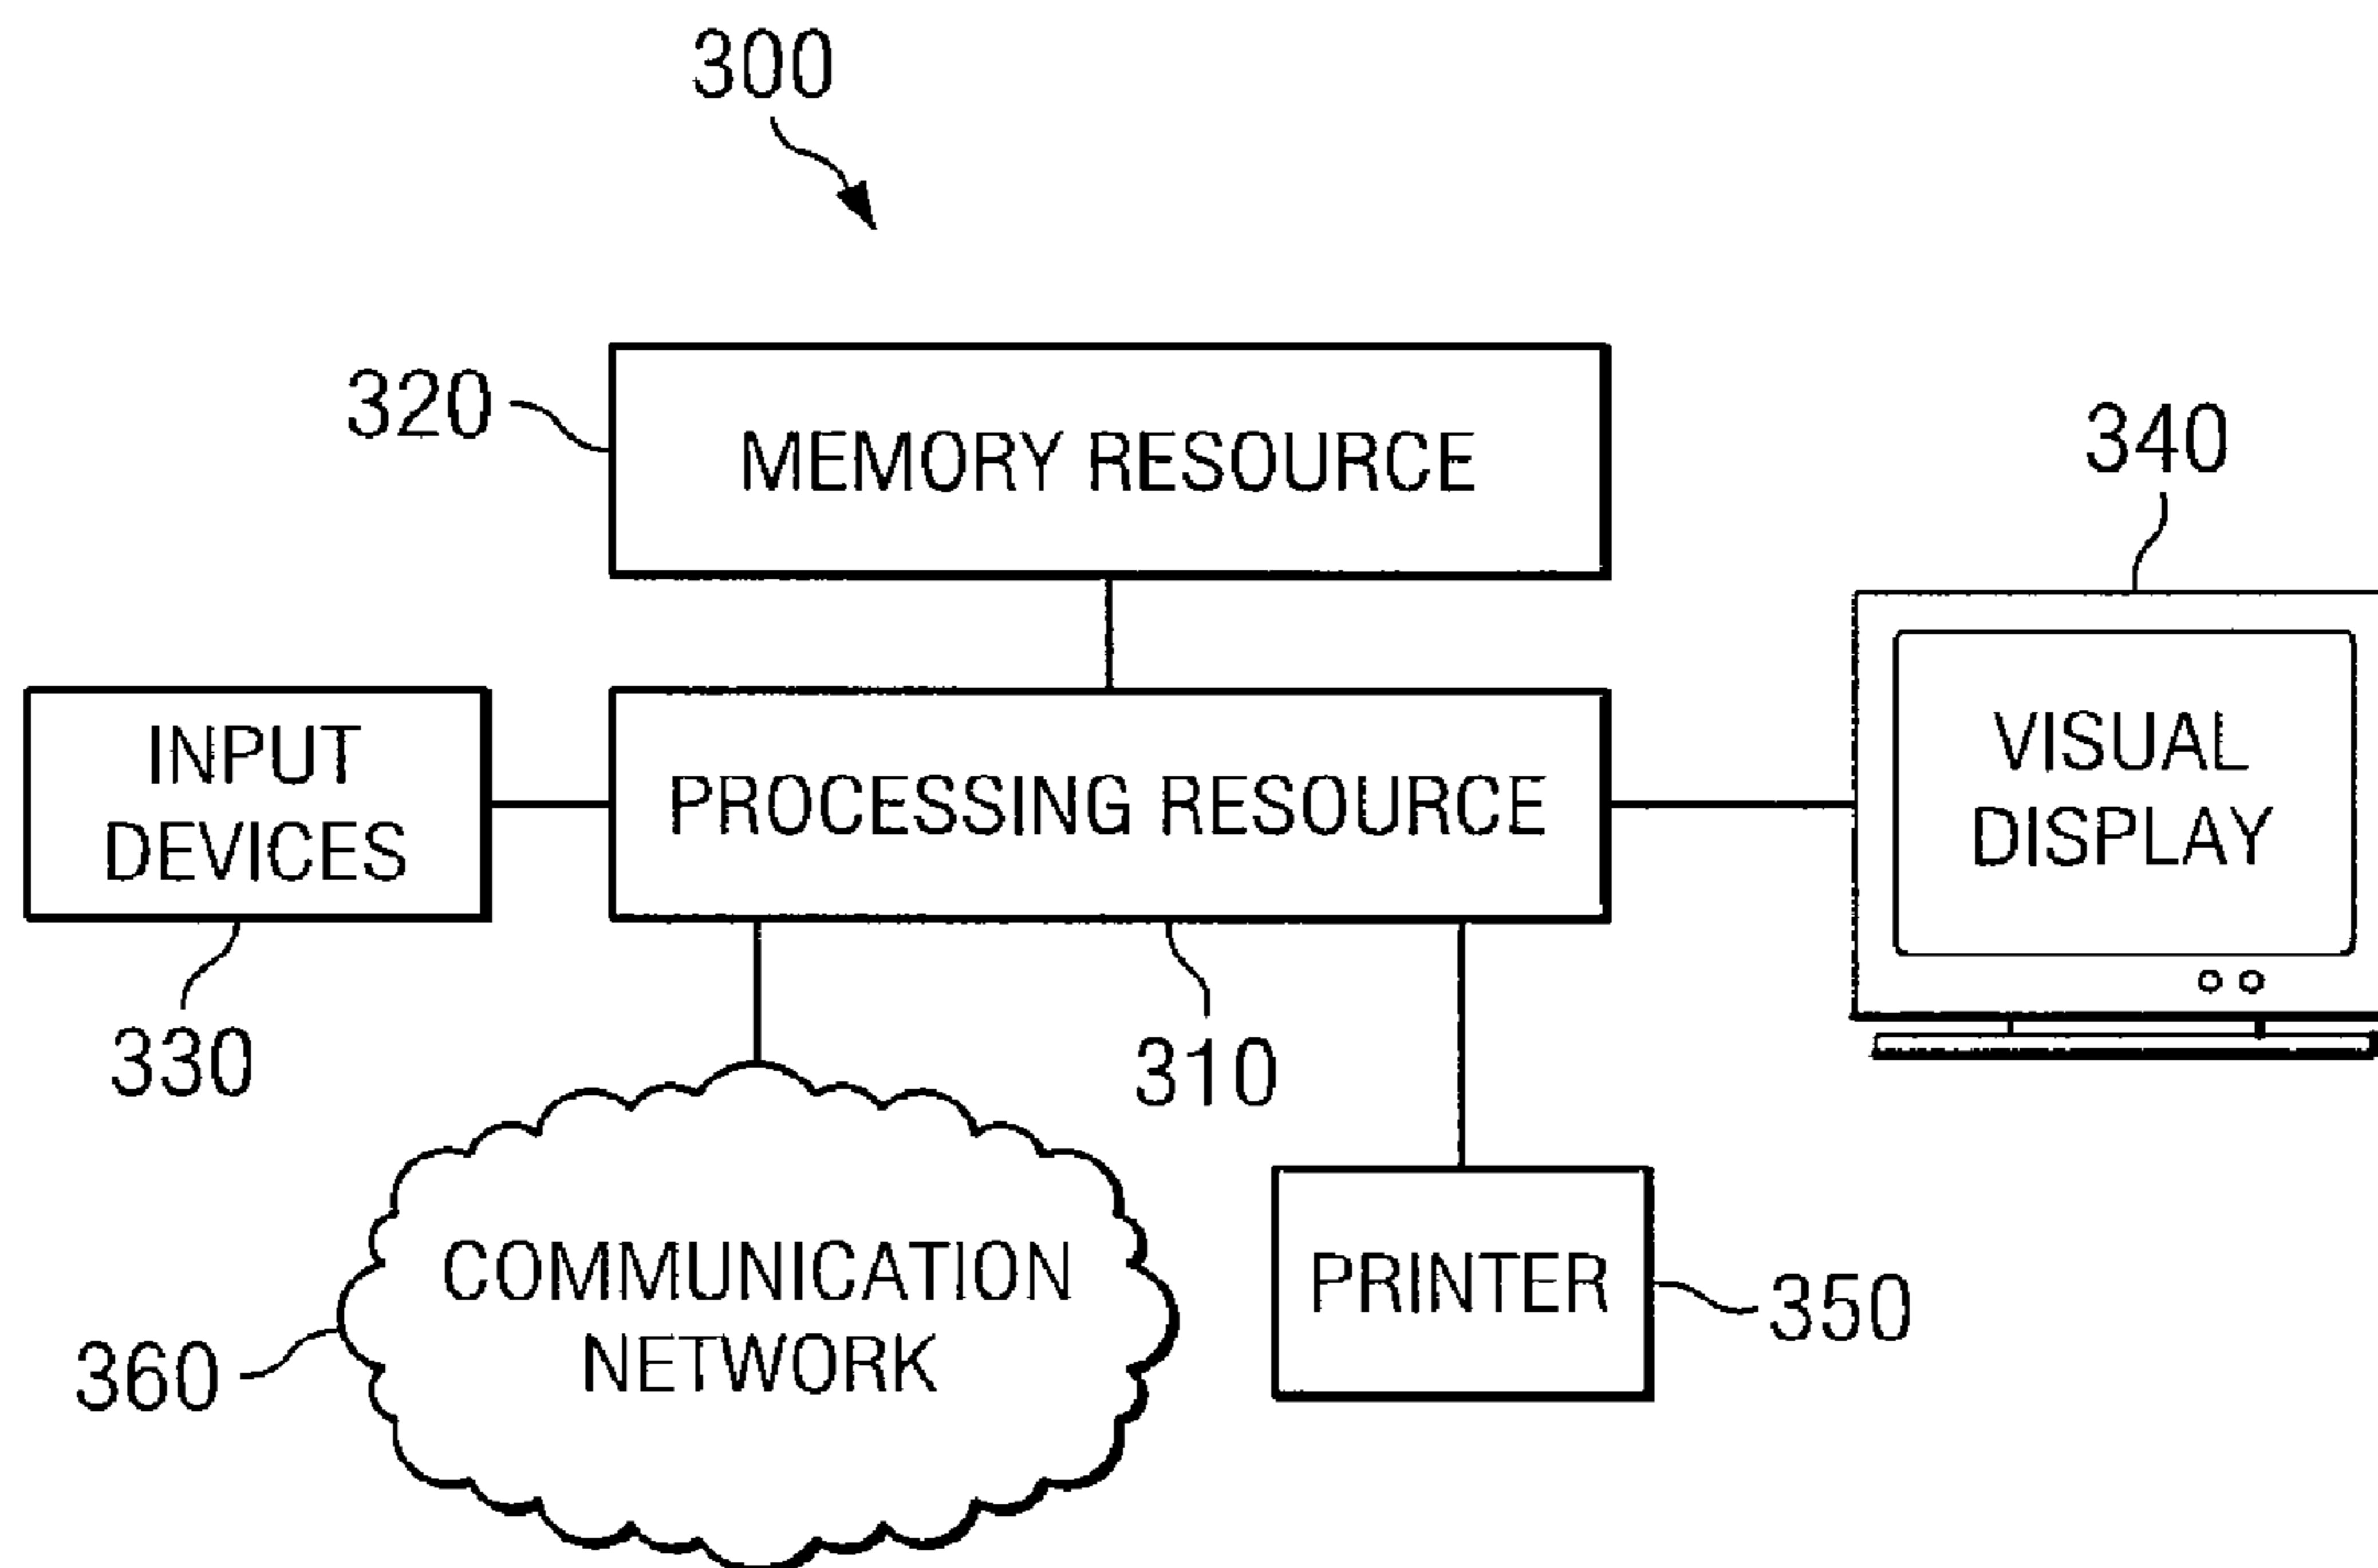 300
320
MEMORY RESOURCE
340
INPUT
DEVICES
PROCESSING RESOURCE
VISUAL
DISPLAY
330
310
COMMUNICATION
NETWORK
PRINTER
350
360